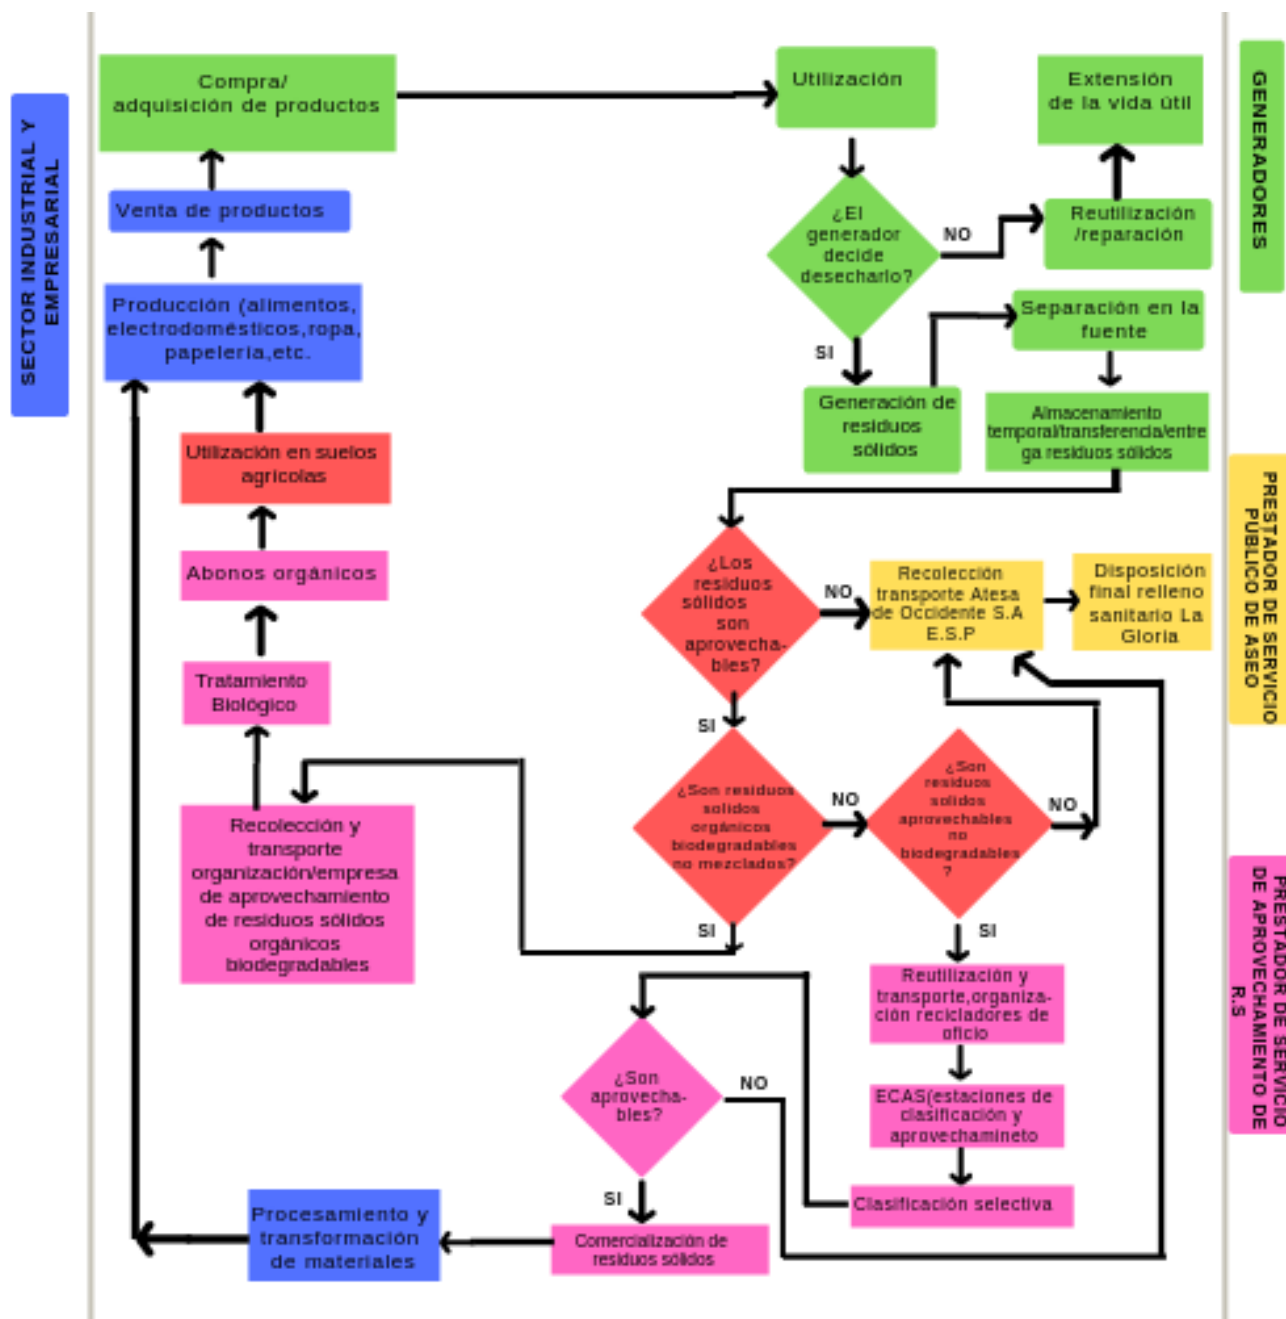 SECTOR INDUSTRIAL Y
EMPRESARIAL
Compra/
adquisición de productos
Utilización
Extensión
de la vida útil
GENERADORES
Venta de productos
¿El
generador
decide
desecharlo?
NO
Reutilización
/reparación
Producción (alimentos,
electrodomésticos,ropa,
papelería,etc.
SI
Separación en la
fuente
Generación de
residuos
sólidos
Almacenamiento
temporal/transferencia/entre
ga residuos sólidos
Utilización en suelos
agrícolas
PRESTADOR DE SERVICIO
PÚBLICO DE ASEO
Abonos orgánicos
¿Los
residuos
sólidos
son
aprovecha-
bles?
NO
Recolección
transporte Atesa
de Occidente S.A
E.S.P
Disposición
final relleno
sanitario La
Gloria
Tratamiento
Biológico
SI
¿Son residuos
solidos
orgánicos
biodegradables
no mezclados?
NO
¿Son
residuos
solidos
aprovechables
no
biodegradables
?
NO
Recolección y
transporte
organización/empresa
de aprovechamiento
de residuos sólidos
orgánicos
biodegradables
SI
SI
PRESTADOR DE SERVICIO
DE APROVECHAMIENTO DE
R.S
Reutilización y
transporte,organiza-
ción recicladores de
oficio
¿Son
aprovecha-
bles?
NO
ECAS(estaciones de
clasificación y
aprovechamineto
SI
Clasificación selectiva
Procesamiento y
transformación
de materiales
Comercialización de
residuos sólidos